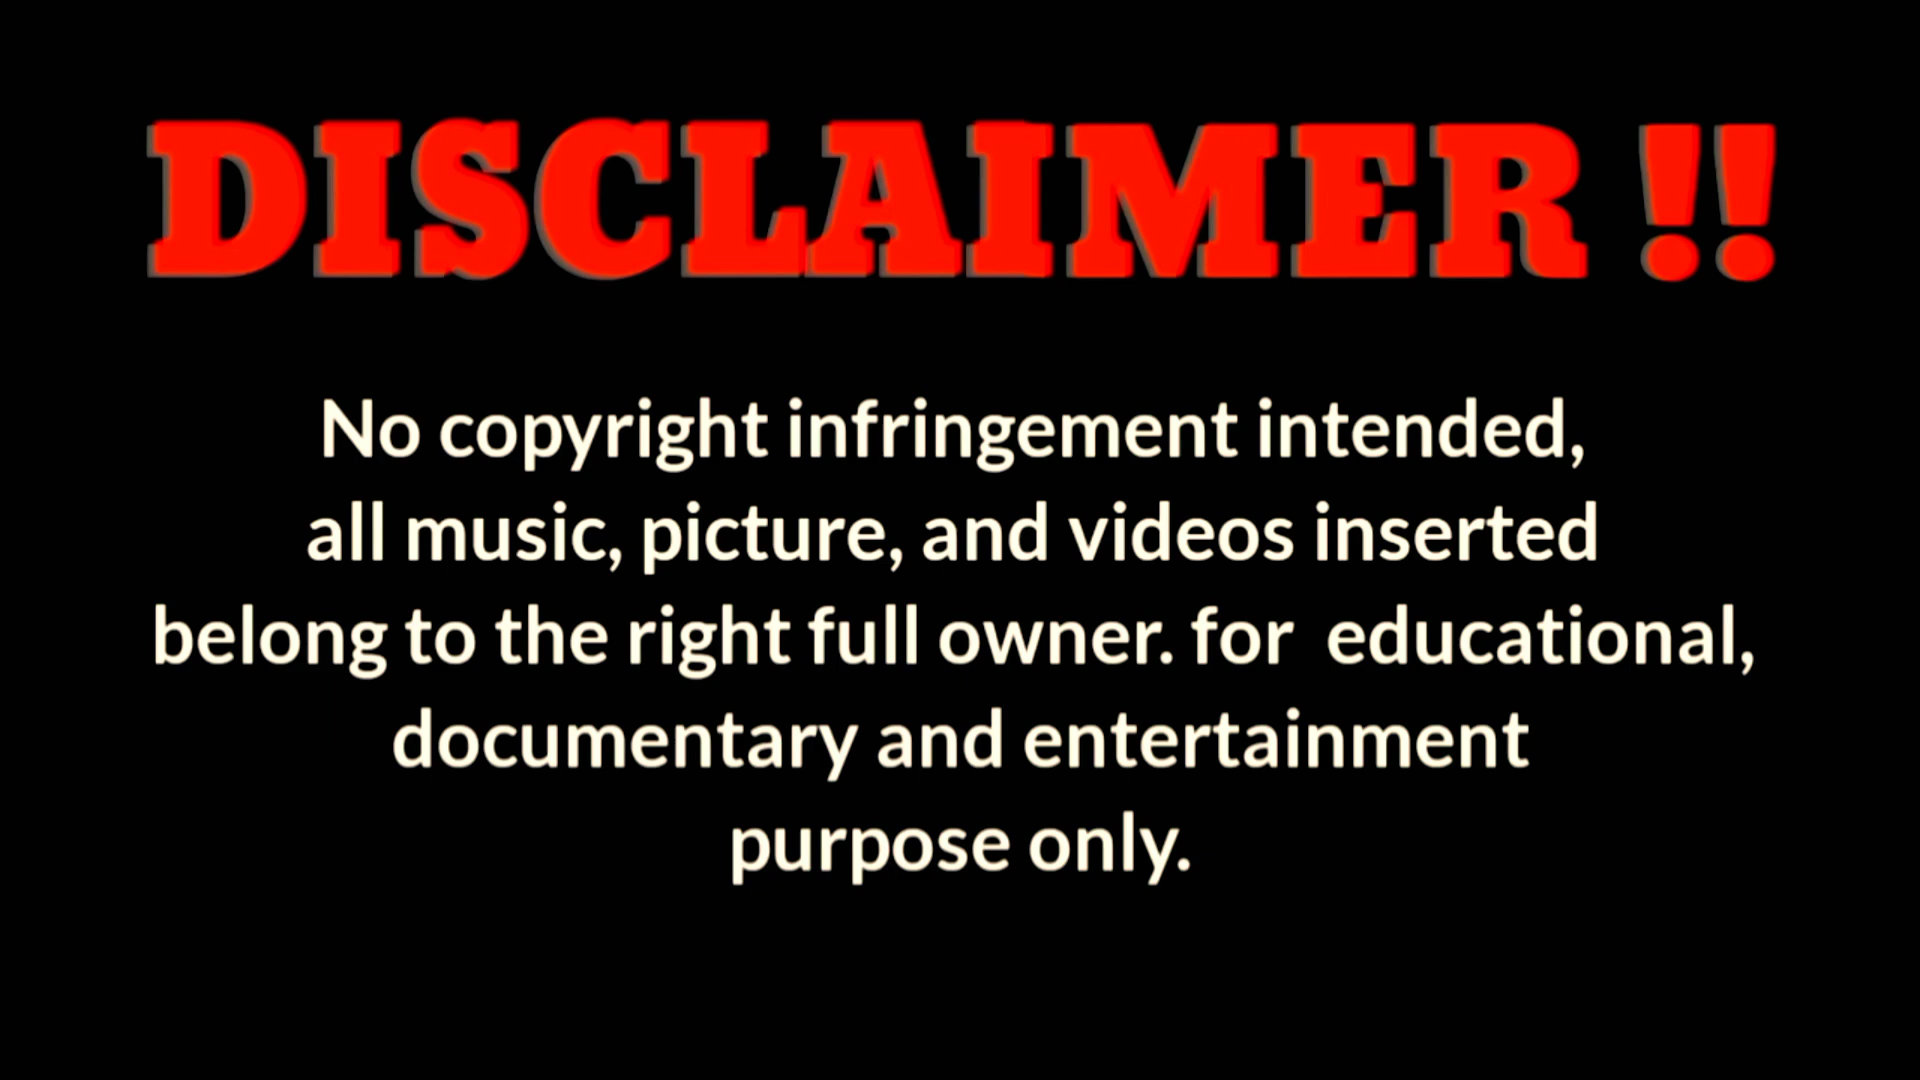 DISCLAIMER !!
No copyright infringement intended,
all music, picture, and videos inserted
belong to the right full owner. for  educational,
documentary and entertainment
purpose only.